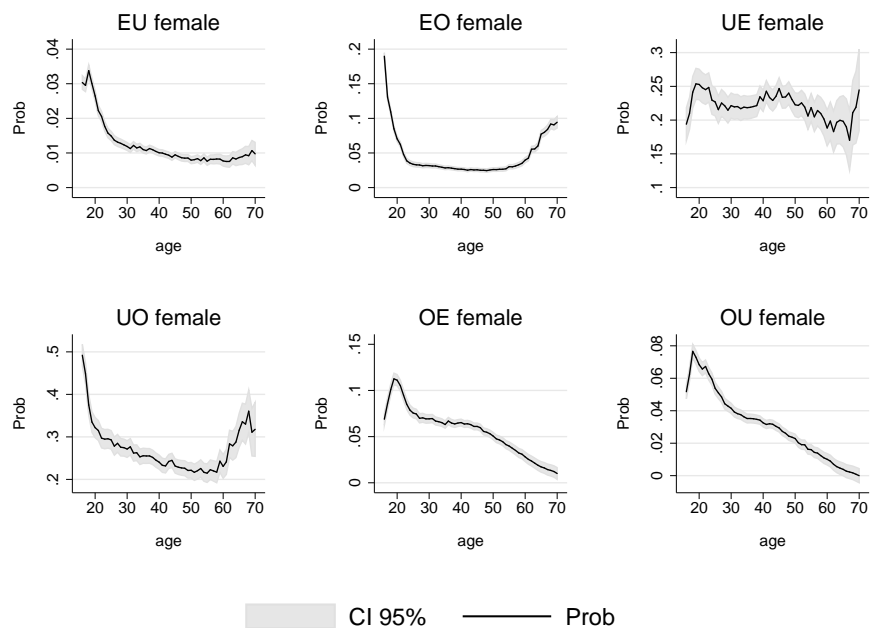 EU female
EO female
UE female
Prob
0
.01
.02
.03
.04
20 30 40 50 60 70
age
Prob
0
.05
.1
.15
.2
20 30 40 50 60 70
age
Prob
.1
.15
.2
.25
.3
20 30 40 50 60 70
age
UO female
OE female
OU female
Prob
.2
.3
.4
.5
20 30 40 50 60 70
age
Prob
0
.05
.1
.15
20 30 40 50 60 70
age
Prob
0
.02
.04
.06
.08
20 30 40 50 60 70
age
CI 95%
Prob